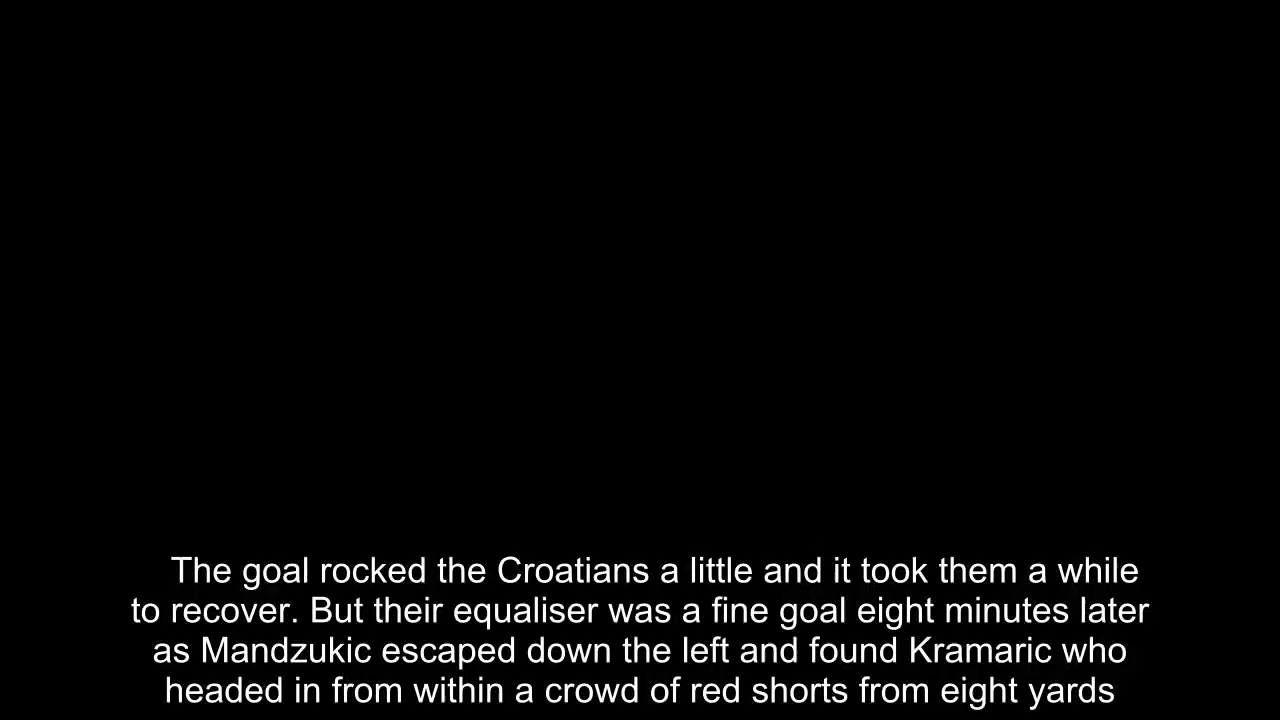 The goal rocked the Croatians a little and it took them a while
to recover. But their equaliser was a fine goal eight minutes later
as Mandzukic escaped down the left and found Kramaric who
headed in from within a crowd of red shorts from eight yards